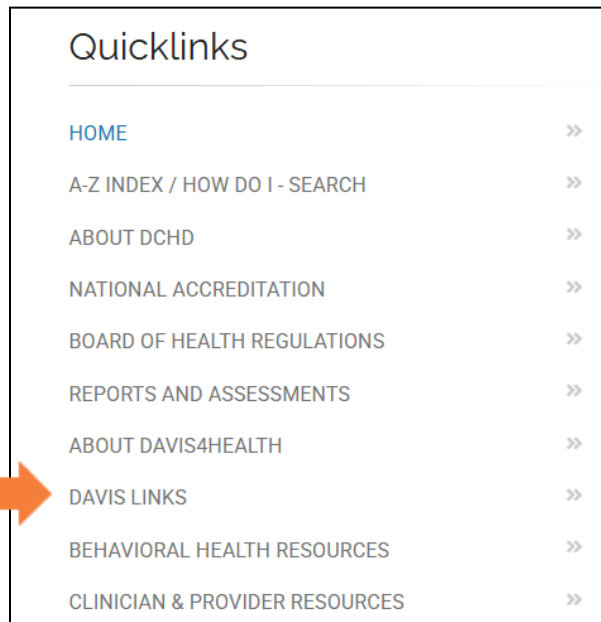 Quicklinks
HOME
A-Z INDEX / HOW DO I - SEARCH
ABOUT DCHD
NATIONAL ACCREDITATION
BOARD OF HEALTH REGULATIONS
REPORTS AND ASSESSMENTS
ABOUT DAVIS4HEALTH
DAVIS LINKS
BEHAVIORAL HEALTH RESOURCES
CLINICIAN & PROVIDER RESOURCES